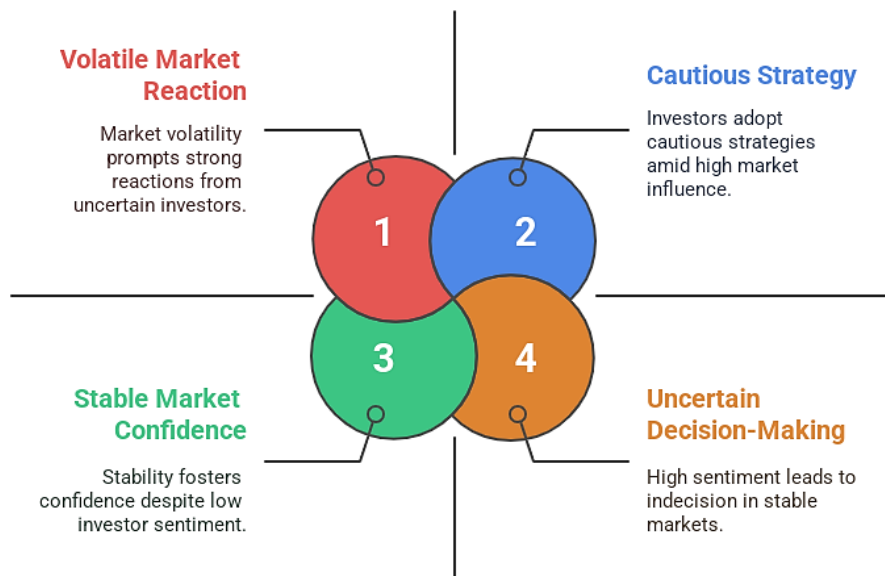 Volatile Market
Reaction
Market volatility
prompts strong
reactions from
uncertain investors.
Cautious Strategy
Investors adopt
cautious strategies
amid high market
influence.
1
2
3
4
Stable Market
Confidence
Stability fosters
confidence despite low
investor sentiment.
Uncertain
Decision-Making
High sentiment leads to
indecision in stable
markets.